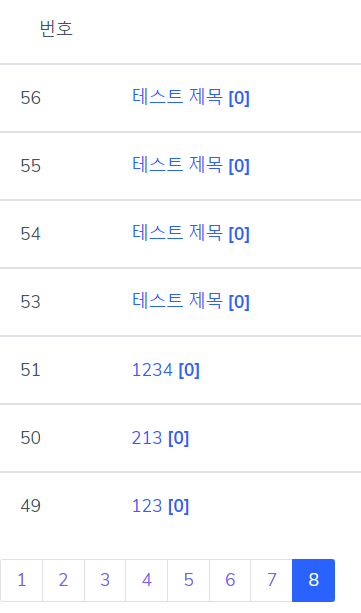 번호
56 테스트 제목 [0]
55 테스트 제목 [0]
54 테스트 제목 [0]
53 테스트 제목 [0]
51 1234 [0]
50 213 [0]
49 123 [0]
1 2 3 4 5 6 7 8